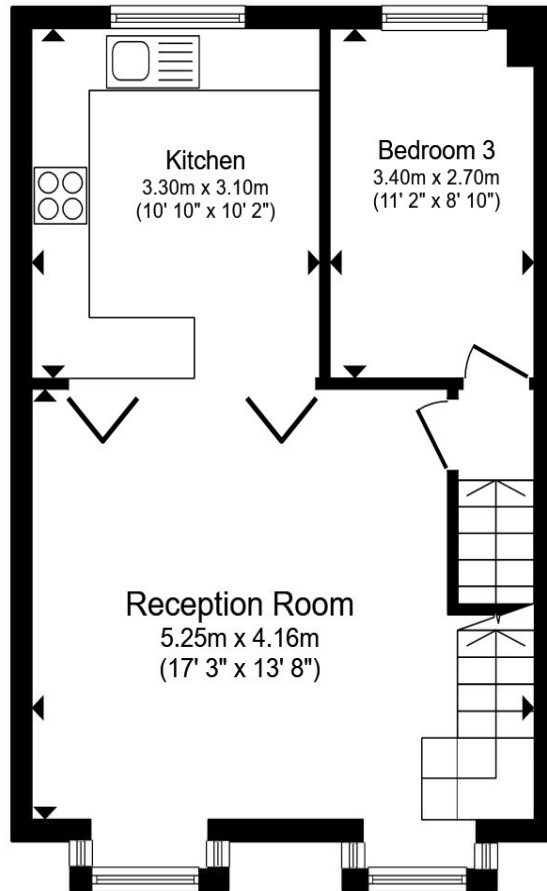 Kitchen
3.30m x 3.10m
(10' 10" x 10' 2")
Bedroom 3
3.40m x 2.70m
(11' 2" x 8' 10")
Reception Room
5.25m x 4.16m
(17' 3" x 13' 8")